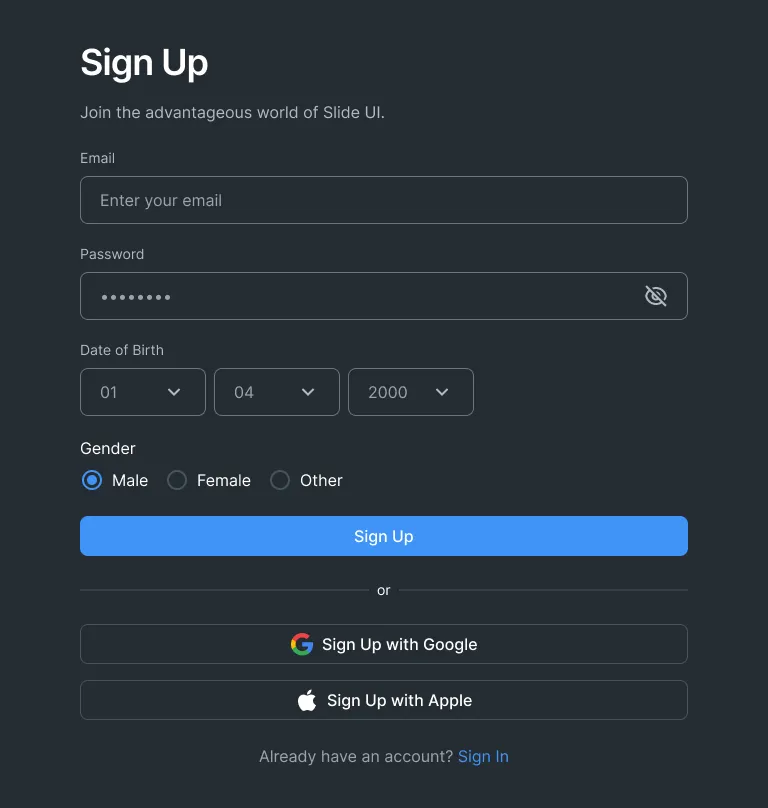 Sign Up
Join the advantageous world of Slide UI.
Email
Enter your email
Password
••••••••
Date of Birth
01 04 2000
Gender
Male Female Other
Sign Up
or
Sign Up with Google
Sign Up with Apple
Already have an account? Sign In